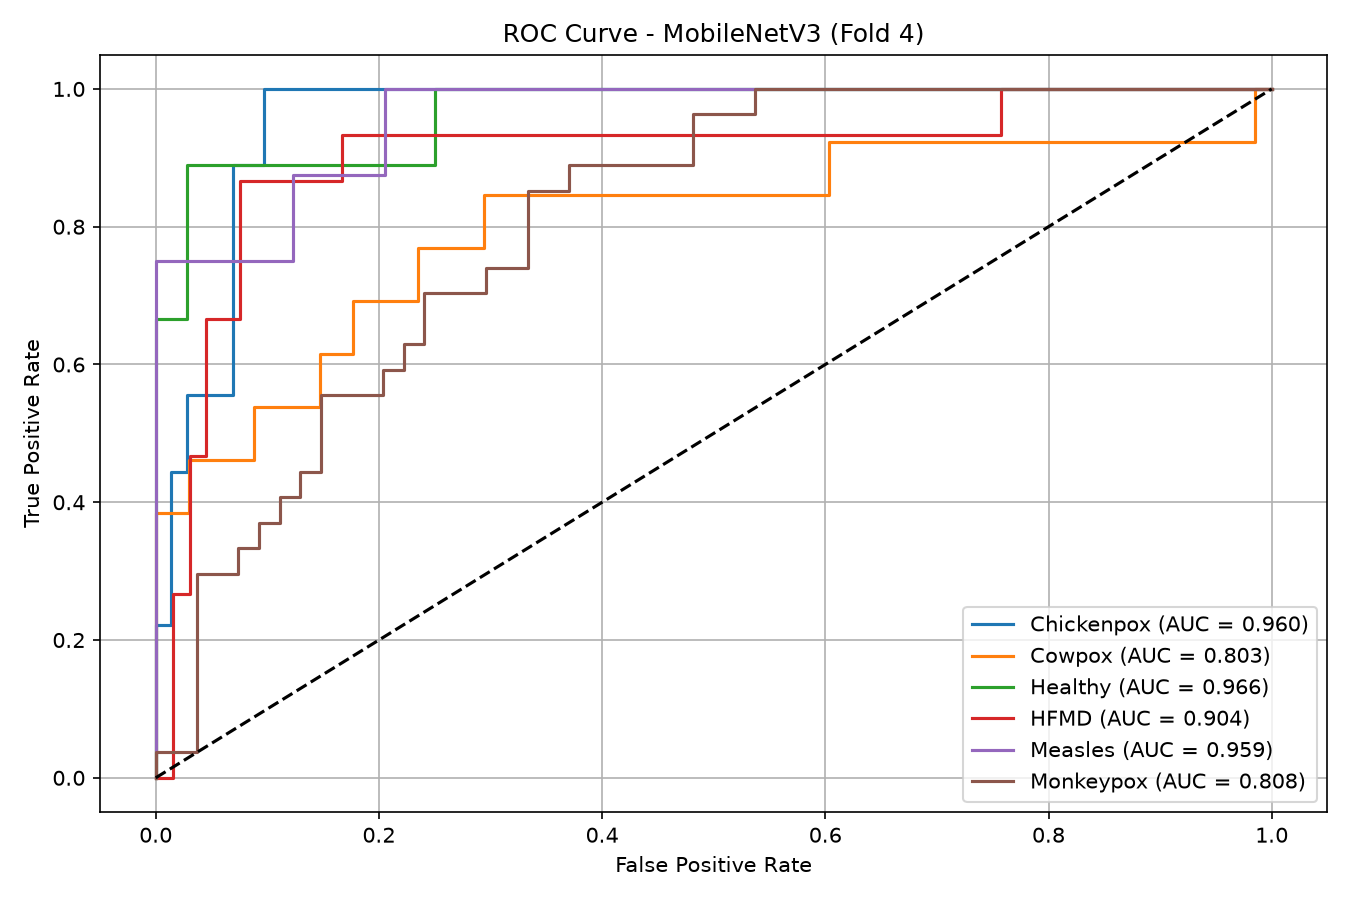 ROC Curve - MobileNetV3 (Fold 4)
True Positive Rate
1.0
0.8
0.6
0.4
0.2
0.0
0.0 0.2 0.4 0.6 0.8 1.0
False Positive Rate
Chickenpox (AUC = 0.960)
Cowpox (AUC = 0.803)
Healthy (AUC = 0.966)
HFMD (AUC = 0.904)
Measles (AUC = 0.959)
Monkeypox (AUC = 0.808)